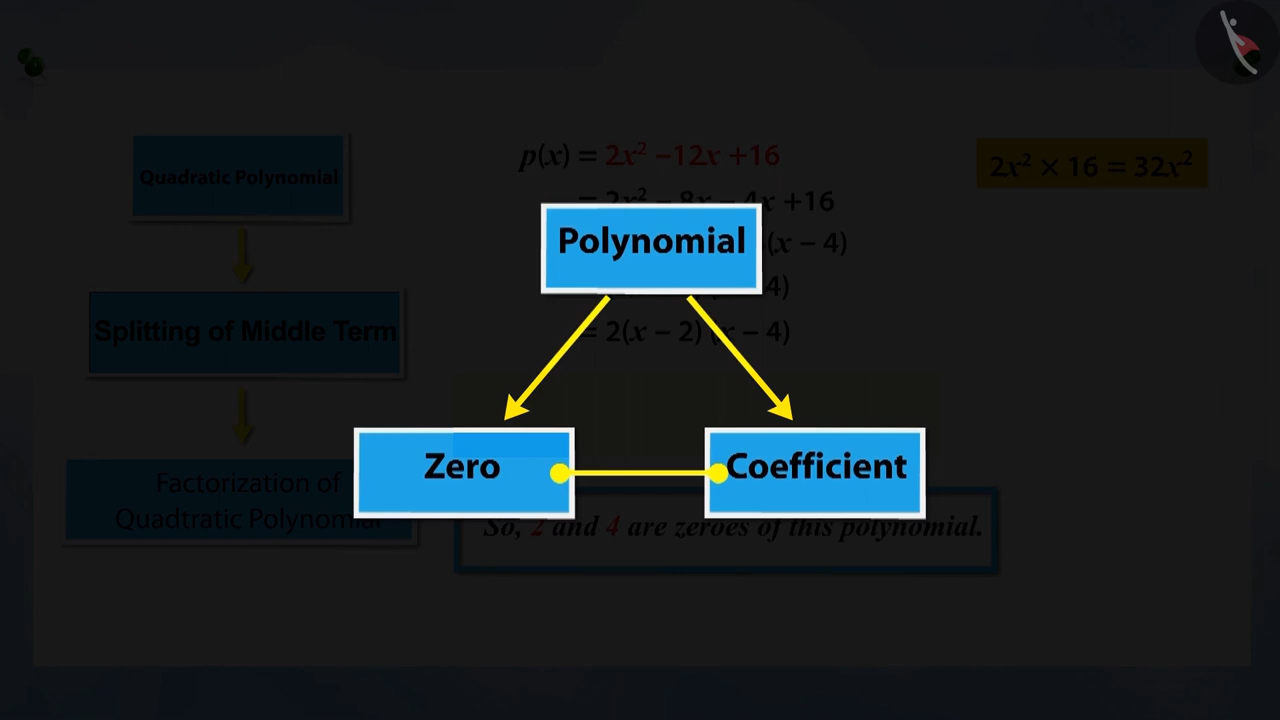 Quadratic Polynomial
Splitting of Middle Term
Factorization of
Quadtratic Polynomial
p(x) = 2x² −12x +16
= 2x² − 8x − 4x +16
(x − 4)
4)
= 2(x − 2) (x − 4)
2x² × 16 = 32x²
Polynomial
Zero
Coefficient
So, 2 and 4 are zeroes of this polynomial.